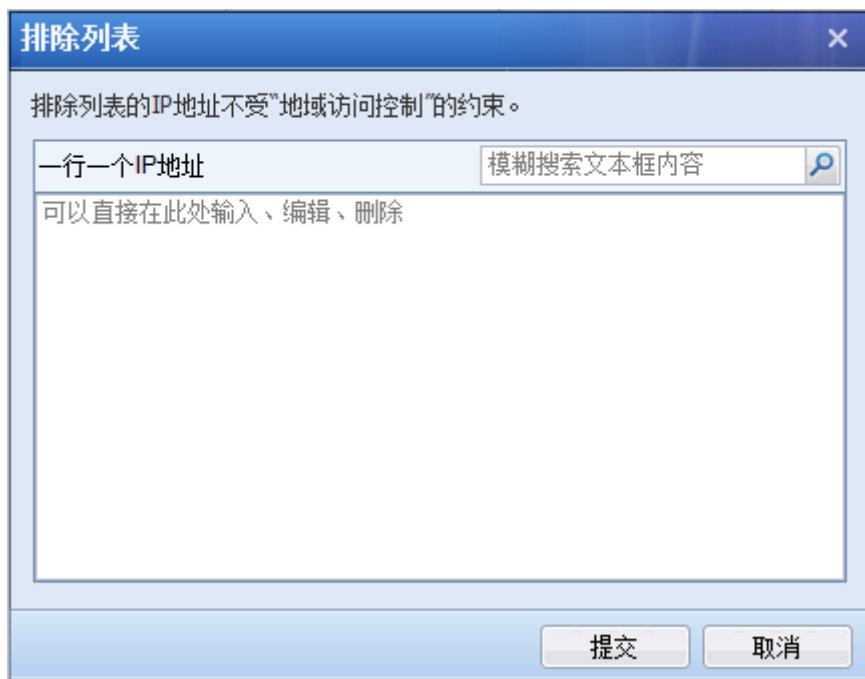 排除列表
排除列表的IP地址不受"地域访问控制"的约束。
一行一个IP地址
模糊搜索文本框内容
可以直接在此处输入、编辑、删除
提交
取消